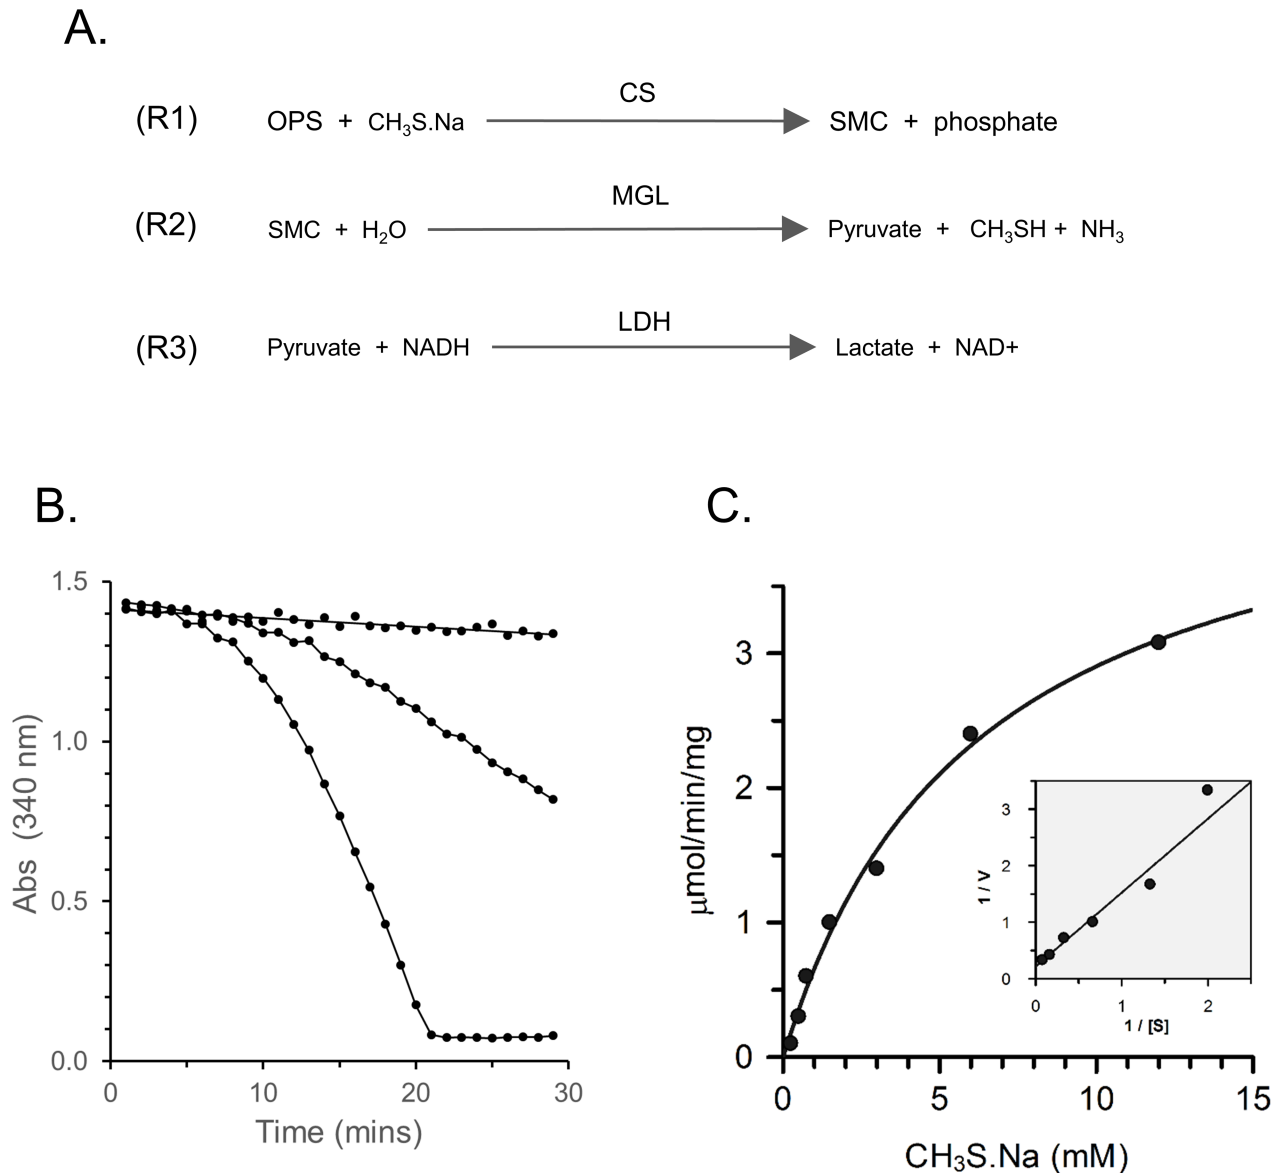 A.
CS
(R1) OPS + CH₃S.Na SMC + phosphate
MGL
(R2) SMC + H₂O Pyruvate + CH₃SH + NH₃
LDH
(R3) Pyruvate + NADH Lactate + NAD+
B.
1.5
1.0
0.5
0.0
Abs (340 nm)
0 10 20 30
Time (mins)
C.
3
2
1
0
μmol/min/mg
0 5 10 15
CH₃S.Na (mM)
3
2
1
0
1 / V
0 1 2
1 / [S]